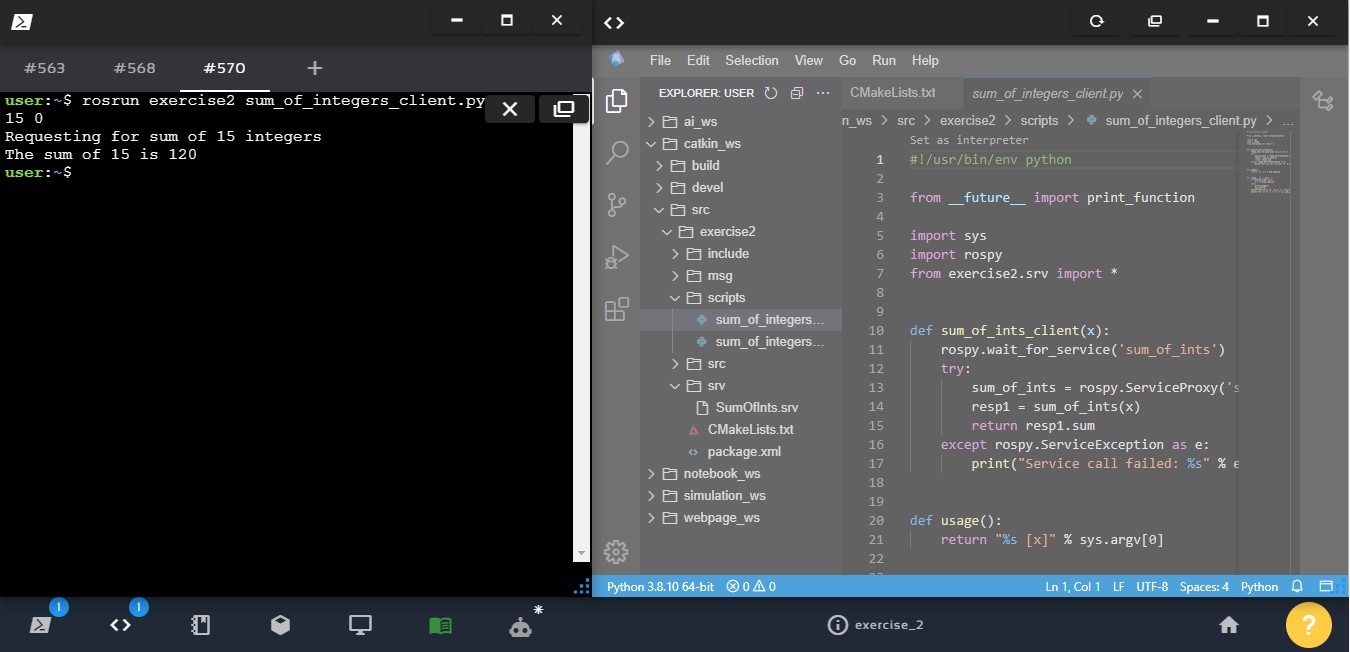 #563 #568 #570 +
user:~$ rosrun exercise2 sum_of_integers_client.py
15 0
Requesting for sum of 15 integers
The sum of 15 is 120
user:~$
File Edit Selection View Go Run Help
EXPLORER: USER ...
ai_ws
catkin_ws
build
devel
src
exercise2
include
msg
scripts
sum_of_integers...
sum_of_integers...
src
srv
SumOfInts.srv
CMakeLists.txt
package.xml
notebook_ws
simulation_ws
webpage_ws
CMakeLists.txt sum_of_integers_client.py
n_ws > src > exercise2 > scripts > sum_of_integers_client.py > ...
Set as interpreter
1 #!/usr/bin/env python
2
3 from __future__ import print_function
4
5 import sys
6 import rospy
7 from exercise2.srv import *
8
9
10 def sum_of_ints_client(x):
11 rospy.wait_for_service('sum_of_ints')
12 try:
13 sum_of_ints = rospy.ServiceProxy('s
14 resp1 = sum_of_ints(x)
15 return resp1.sum
16 except rospy.ServiceException as e:
17 print("Service call failed: %s" % e
18
19
20 def usage():
21 return "%s [x]" % sys.argv[0]
22
Python 3.8.10 64-bit 0 0 Ln 1, Col 1 LF UTF-8 Spaces: 4 Python
exercise_2
?